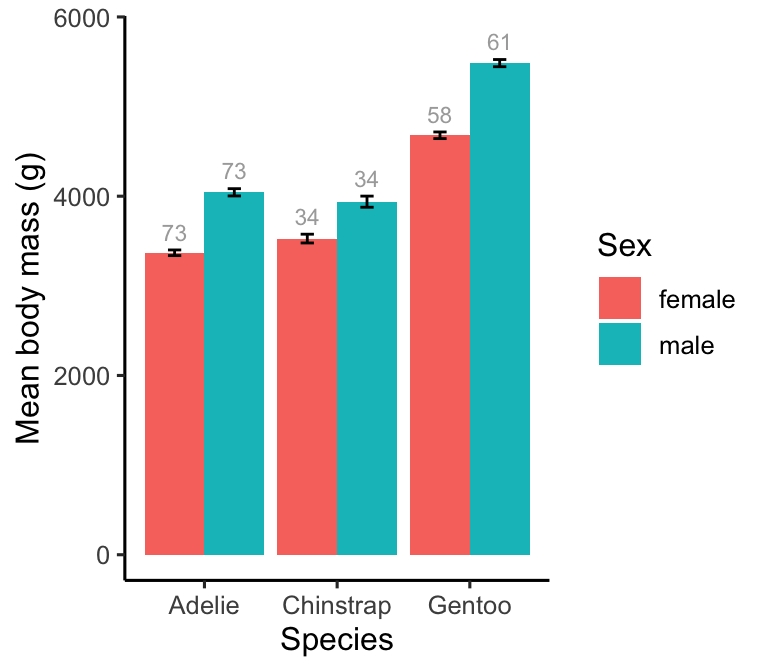 6000
4000
2000
0
Mean body mass (g)
73
73
34
34
58
61
Adelie
Chinstrap
Gentoo
Species
Sex
female
male